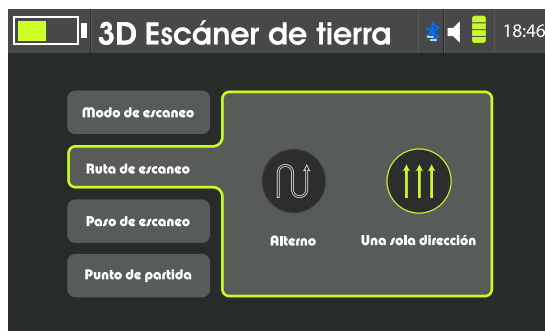 3D Escáner de tierra
18:46
Modo de escaneo
Ruta de escaneo
Paso de escaneo
Punto de partida
Alterno
Una sola dirección